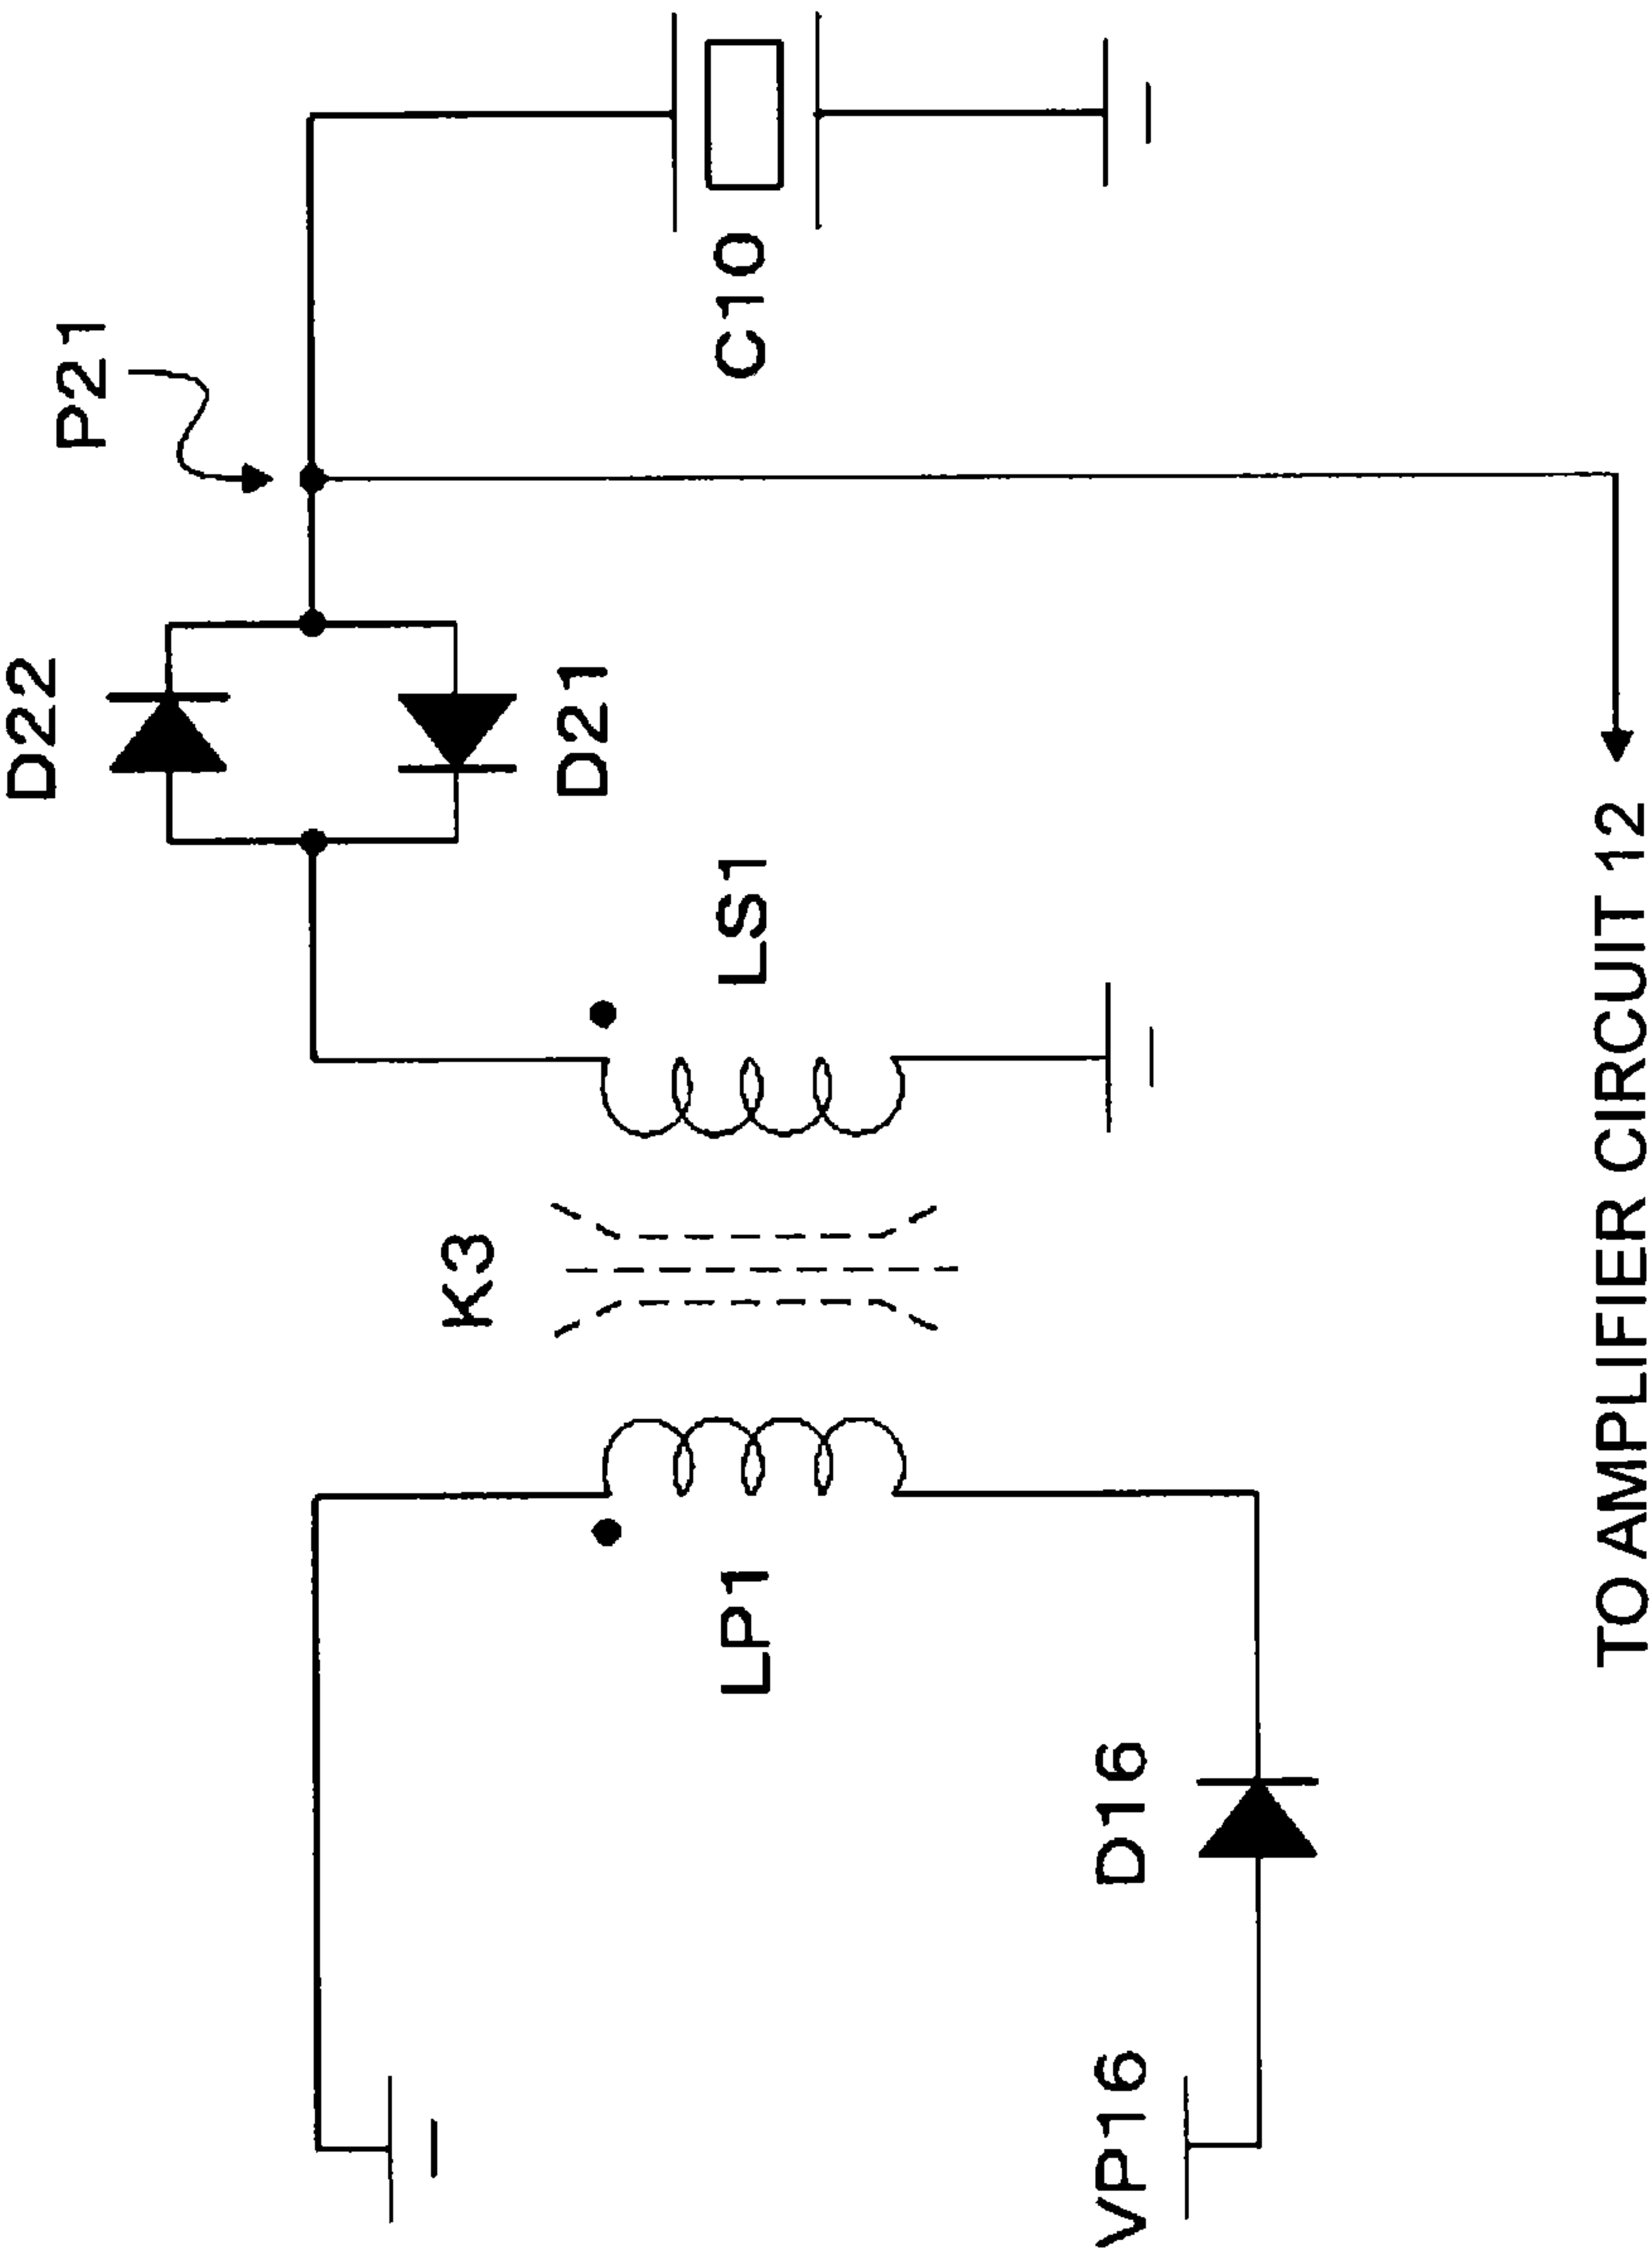 D22
P21
D21
C10
LS1
K3
LP1
D16
VP16
TO AMPLIFIER CIRCUIT 12